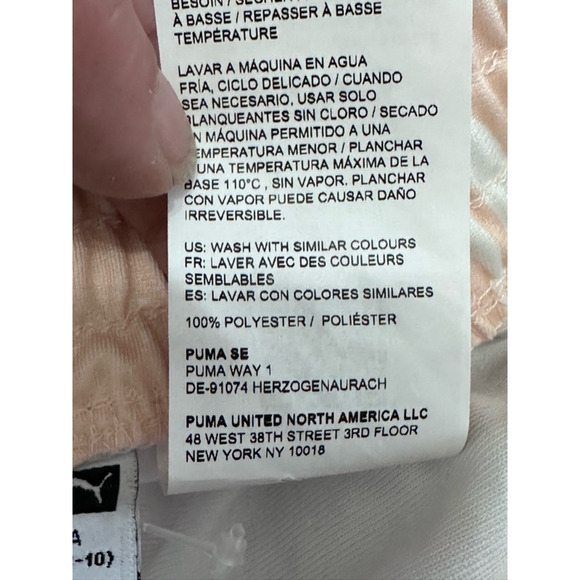 À BASSE / REPASSER À BASSE
TEMPÉRATURE
LAVAR A MÁQUINA EN AGUA
FRÍA, CICLO DELICADO / CUANDO
SEA NECESARIO, USAR SOLO
BLANQUEANTES SIN CLORO / SECADO
EN MÁQUINA PERMITIDO A UNA
TEMPERATURA MENOR / PLANCHAR
UNA TEMPERATURA MÁXIMA DE LA
BASE 110°C, SIN VAPOR. PLANCHAR
CON VAPOR PUEDE CAUSAR DAÑO
IRREVERSIBLE.
US: WASH WITH SIMILAR COLOURS
FR: LAVER AVEC DES COULEURS
SEMBLABLES
ES: LAVAR CON COLORES SIMILARES
100% POLYESTER / POLIÉSTER
PUMA SE
PUMA WAY 1
DE-91074 HERZOGENAURACH
PUMA UNITED NORTH AMERICA LLC
48 WEST 38TH STREET 3RD FLOOR
NEW YORK NY 10018
A
-10)